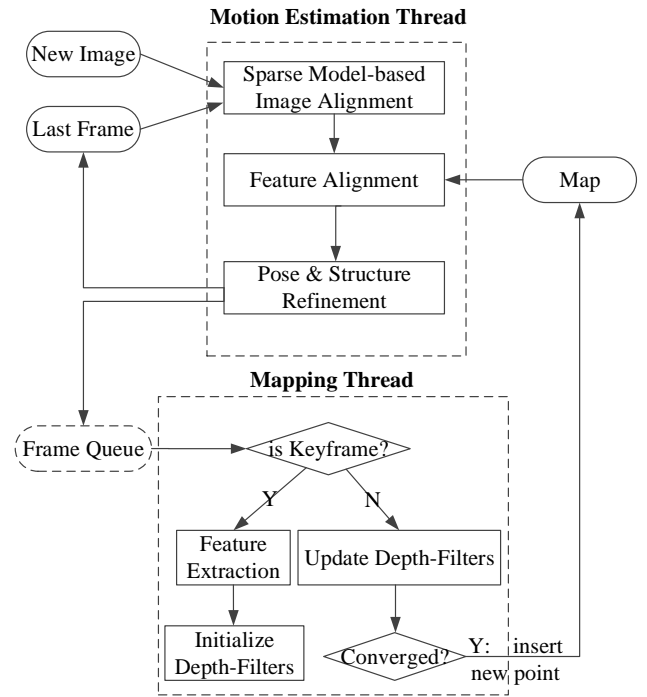 Motion Estimation Thread
New Image
Sparse Model-based
Image Alignment
Last Frame
Feature Alignment
Map
Pose & Structure
Refinement
Mapping Thread
Frame Queue
is Keyframe?
Y
N
Feature
Extraction
Update Depth-Filters
Initialize
Depth-Filters
Converged?
Y: insert
new point